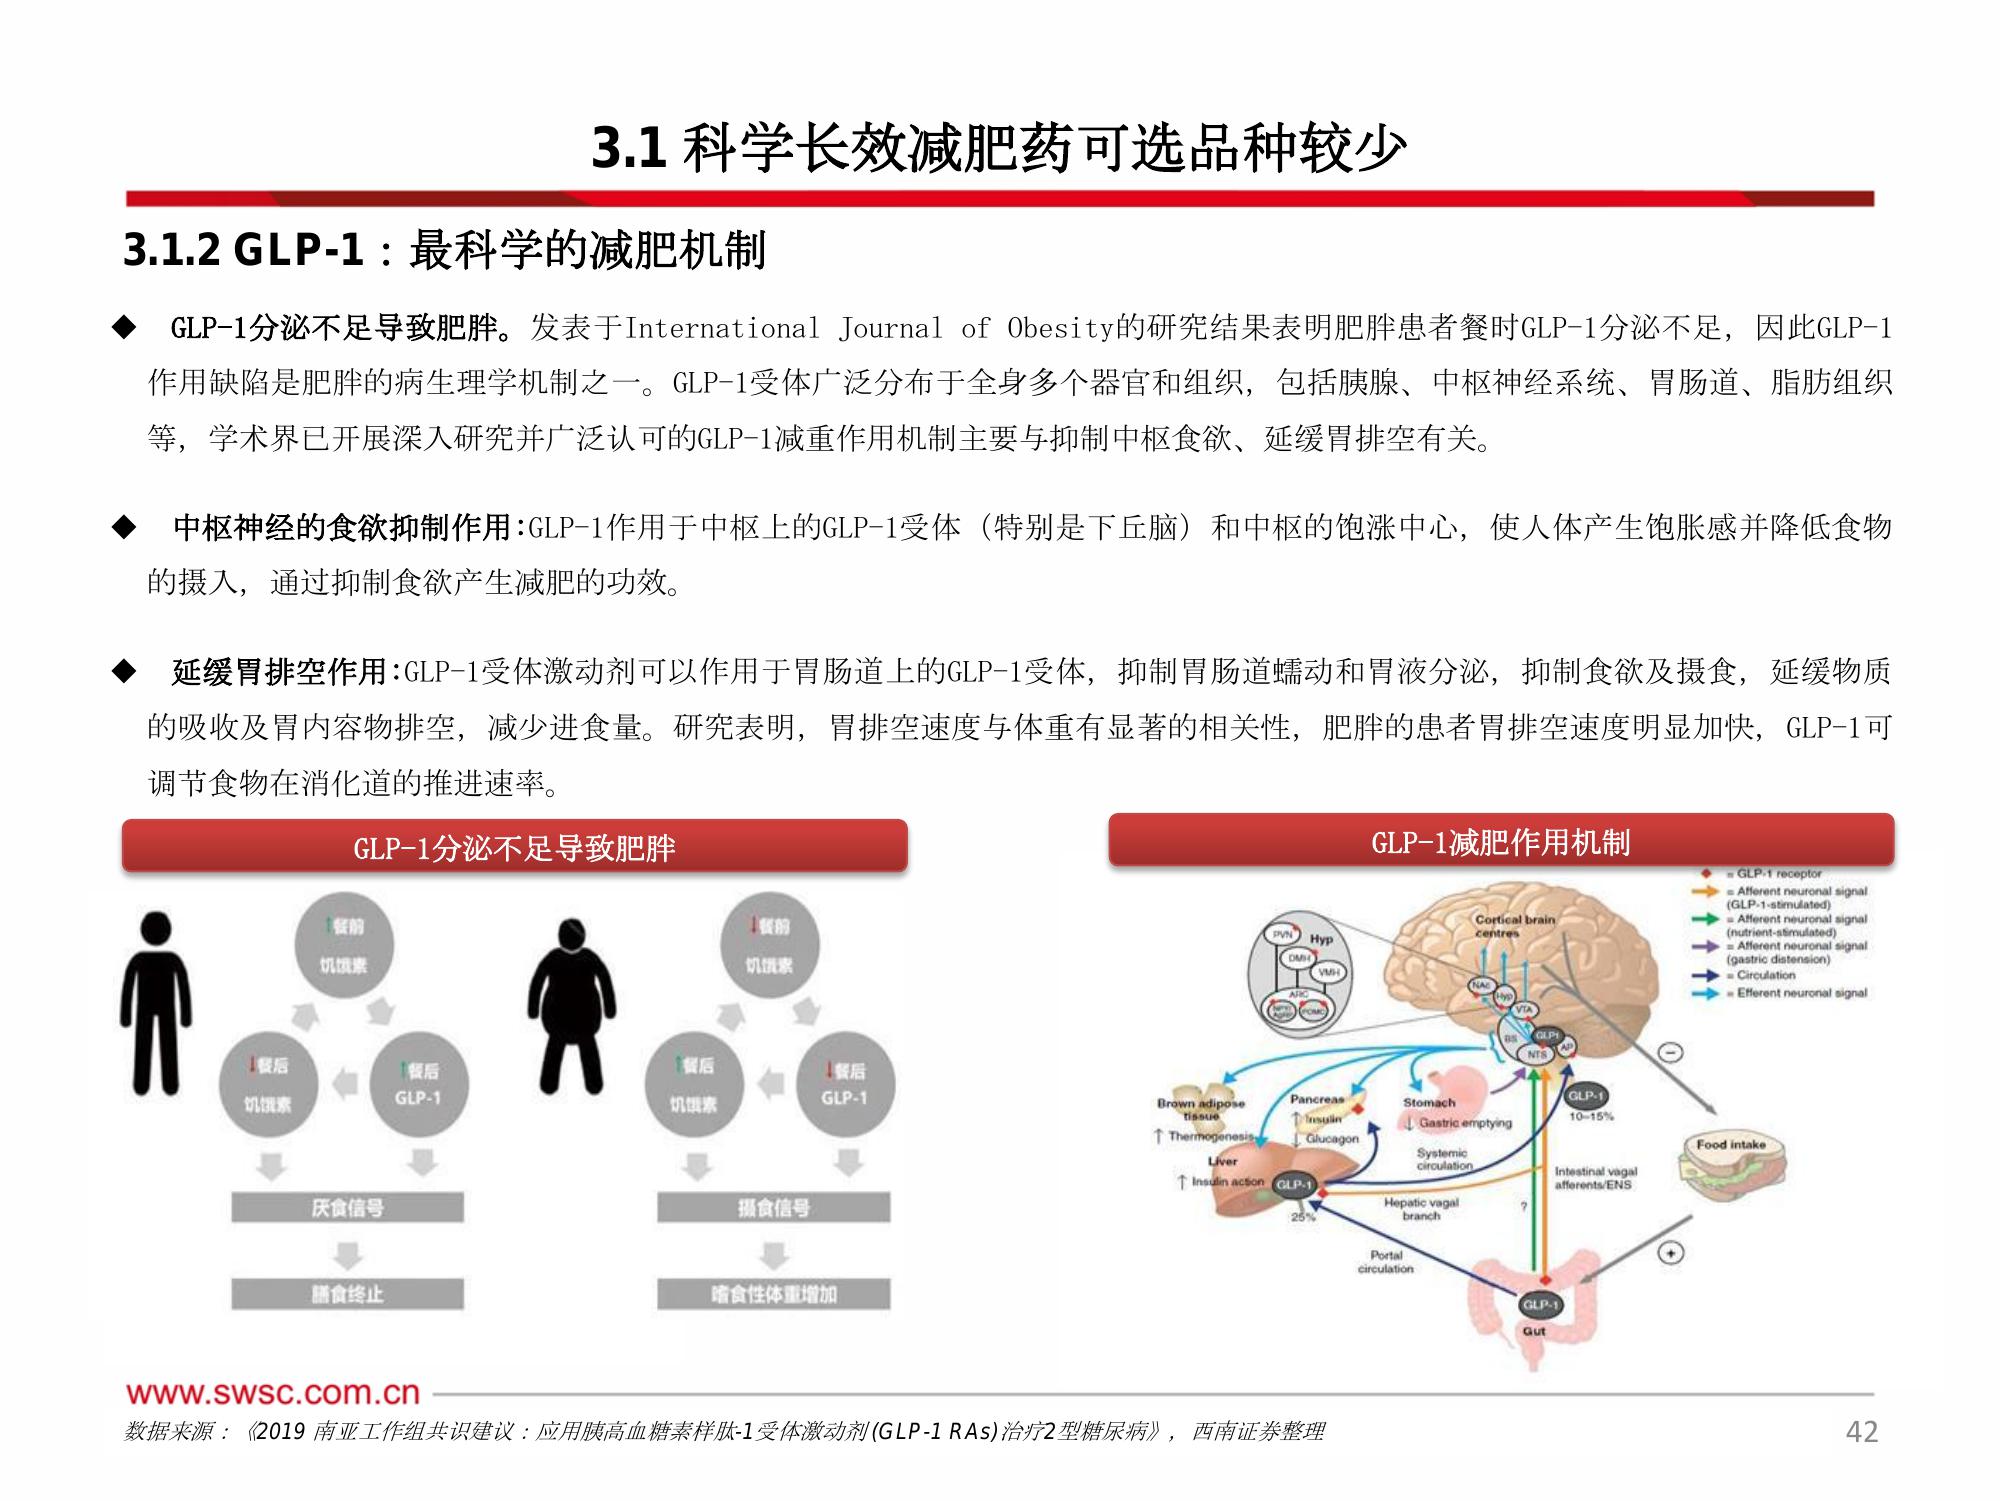 3.1 科学长效减肥药可选品种较少
3.1.2 GLP-1：最科学的减肥机制
◆ GLP-1分泌不足导致肥胖。发表于International Journal of Obesity的研究结果表明肥胖患者餐时GLP-1分泌不足，因此GLP-1
作用缺陷是肥胖的病生理学机制之一。GLP-1受体广泛分布于全身多个器官和组织，包括胰腺、中枢神经系统、胃肠道、脂肪组织
等，学术界已开展深入研究并广泛认可的GLP-1减重作用机制主要与抑制中枢食欲、延缓胃排空有关。
◆ 中枢神经的食欲抑制作用:GLP-1作用于中枢上的GLP-1受体（特别是下丘脑）和中枢的饱涨中心，使人体产生饱胀感并降低食物
的摄入，通过抑制食欲产生减肥的功效。
◆ 延缓胃排空作用:GLP-1受体激动剂可以作用于胃肠道上的GLP-1受体，抑制胃肠道蠕动和胃液分泌，抑制食欲及摄食，延缓物质
的吸收及胃内容物排空，减少进食量。研究表明，胃排空速度与体重有显著的相关性，肥胖的患者胃排空速度明显加快，GLP-1可
调节食物在消化道的推进速率。
GLP-1分泌不足导致肥胖
↑餐前
饥饿素
↓餐后
饥饿素
↑餐后
GLP-1
厌食信号
膳食终止
↓餐前
饥饿素
↑餐后
饥饿素
↓餐后
GLP-1
摄食信号
嗜食性体重增加
GLP-1减肥作用机制
= GLP-1 receptor
= Afferent neuronal signal
(GLP-1-stimulated)
= Afferent neuronal signal
(nutrient-stimulated)
= Afferent neuronal signal
(gastric distension)
= Circulation
= Efferent neuronal signal
Cortical brain
centres
PVN
Hyp
DMH
VMH
ARC
POMC
NAc
Hyp
VTA
BS
GLP1
NTS
AP
Brown adipose
tissue
↑ Thermogenesis
Pancreas
↑ Insulin
↓ Glucagon
Stomach
↓ Gastric emptying
GLP-1
10–15%
Liver
↑ Insulin action
GLP-1
25%
Systemic
circulation
Hepatic vagal
branch
Intestinal vagal
afferents/ENS
?
Portal
circulation
Food intake
−
+
GLP-1
Gut
www.swsc.com.cn
数据来源：《2019 南亚工作组共识建议：应用胰高血糖素样肽-1受体激动剂(GLP-1 RAs)治疗2型糖尿病》，西南证券整理
42